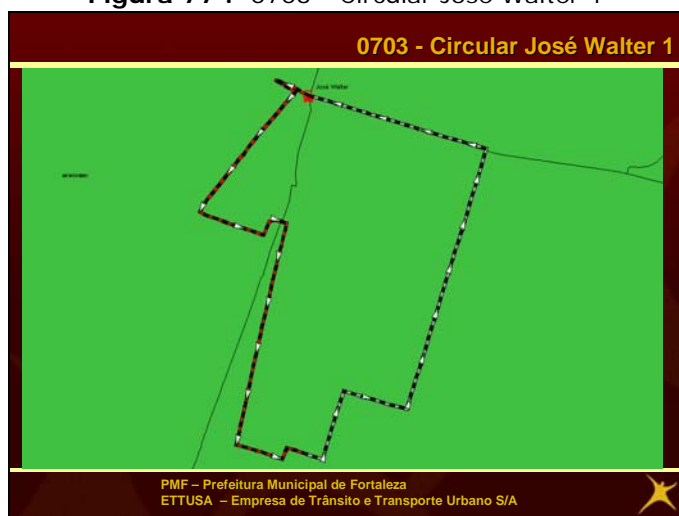 0703 - Circular José Walter 1
José Walter
PMF – Prefeitura Municipal de Fortaleza
ETTUSA – Empresa de Trânsito e Transporte Urbano S/A